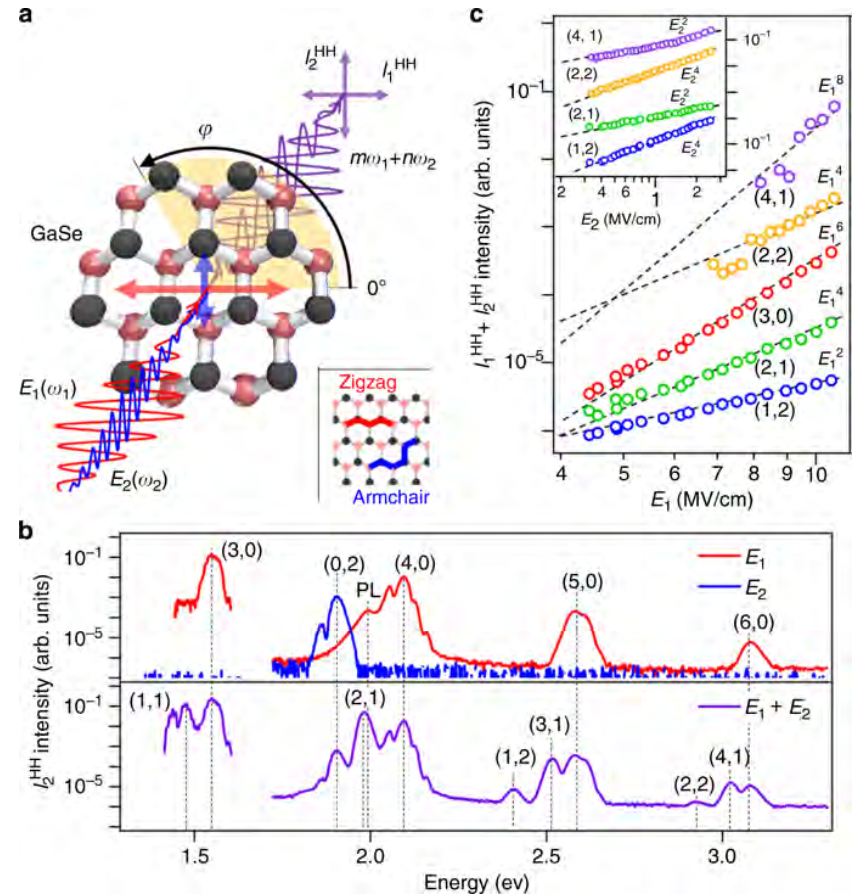 a
I₂ᴴᴴ
I₁ᴴᴴ
φ
mω₁+nω₂
GaSe
0°
E₁(ω₁)
E₂(ω₂)
Zigzag
Armchair
c
I₁ᴴᴴ + I₂ᴴᴴ intensity (arb. units)
10⁻¹
10⁻⁵
(4, 1)
E₂²
(2,2)
E₂⁴
(2,1)
E₂²
(1,2)
E₂⁴
10⁻¹
10⁻¹
2 4 6 8 1 2
E₂ (MV/cm)
E₁⁸
(4,1)
E₁⁴
(2,2)
E₁⁶
(3,0)
E₁⁴
(2,1)
E₁²
(1,2)
4 5 6 7 8 9 10
E₁ (MV/cm)
b
I₂ᴴᴴ intensity (arb. units)
10⁻¹
10⁻⁵
(3,0)
(0,2)
PL
(4,0)
(5,0)
(6,0)
E₁
E₂
10⁻¹
10⁻⁵
(1,1)
(2,1)
(1,2)
(3,1)
(2,2)
(4,1)
E₁ + E₂
1.5 2.0 2.5 3.0
Energy (ev)